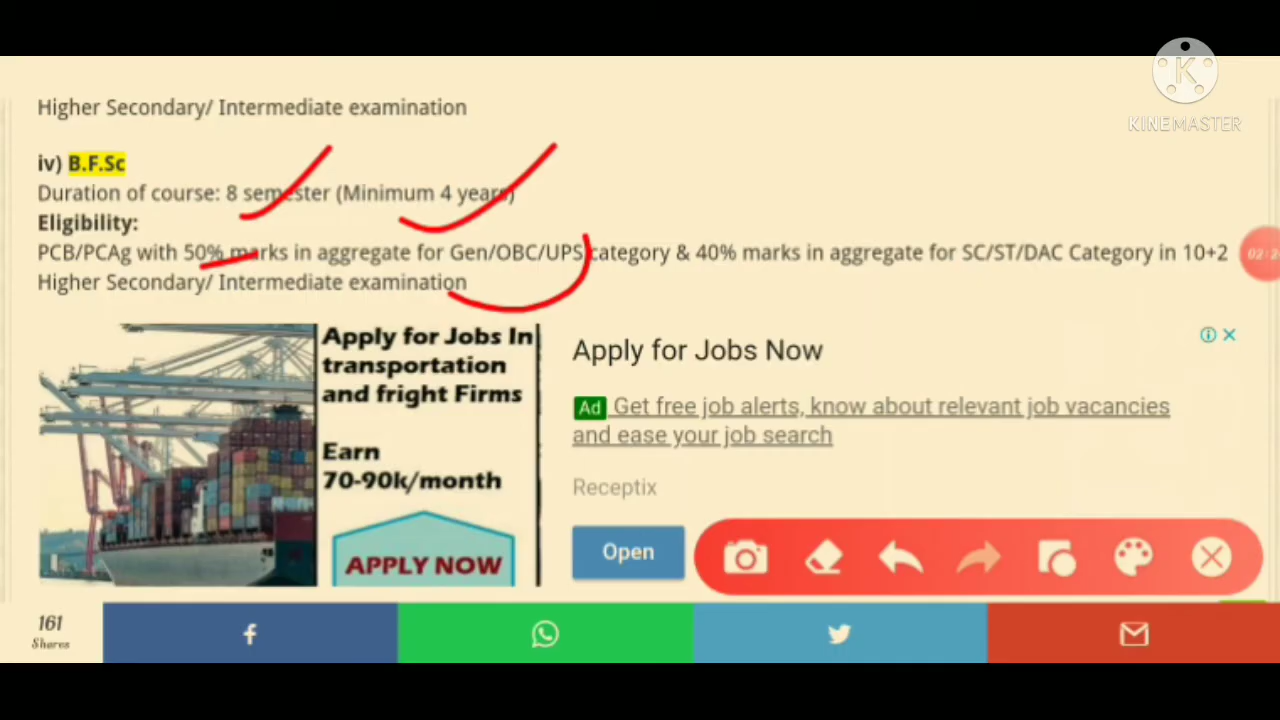 KINEMASTER
Higher Secondary/ Intermediate examination
iv) B.F.Sc
Duration of course: 8 semester (Minimum 4 years)
Eligibility:
PCB/PCAg with 50% marks in aggregate for Gen/OBC/UPS category & 40% marks in aggregate for SC/ST/DAC Category in 10+2
Higher Secondary/ Intermediate examination
Apply for Jobs In
transportation
and fright Firms
Earn
70-90k/month
APPLY NOW
Apply for Jobs Now
Ad Get free job alerts, know about relevant job vacancies
and ease your job search
Receptix
Open
161
Shares